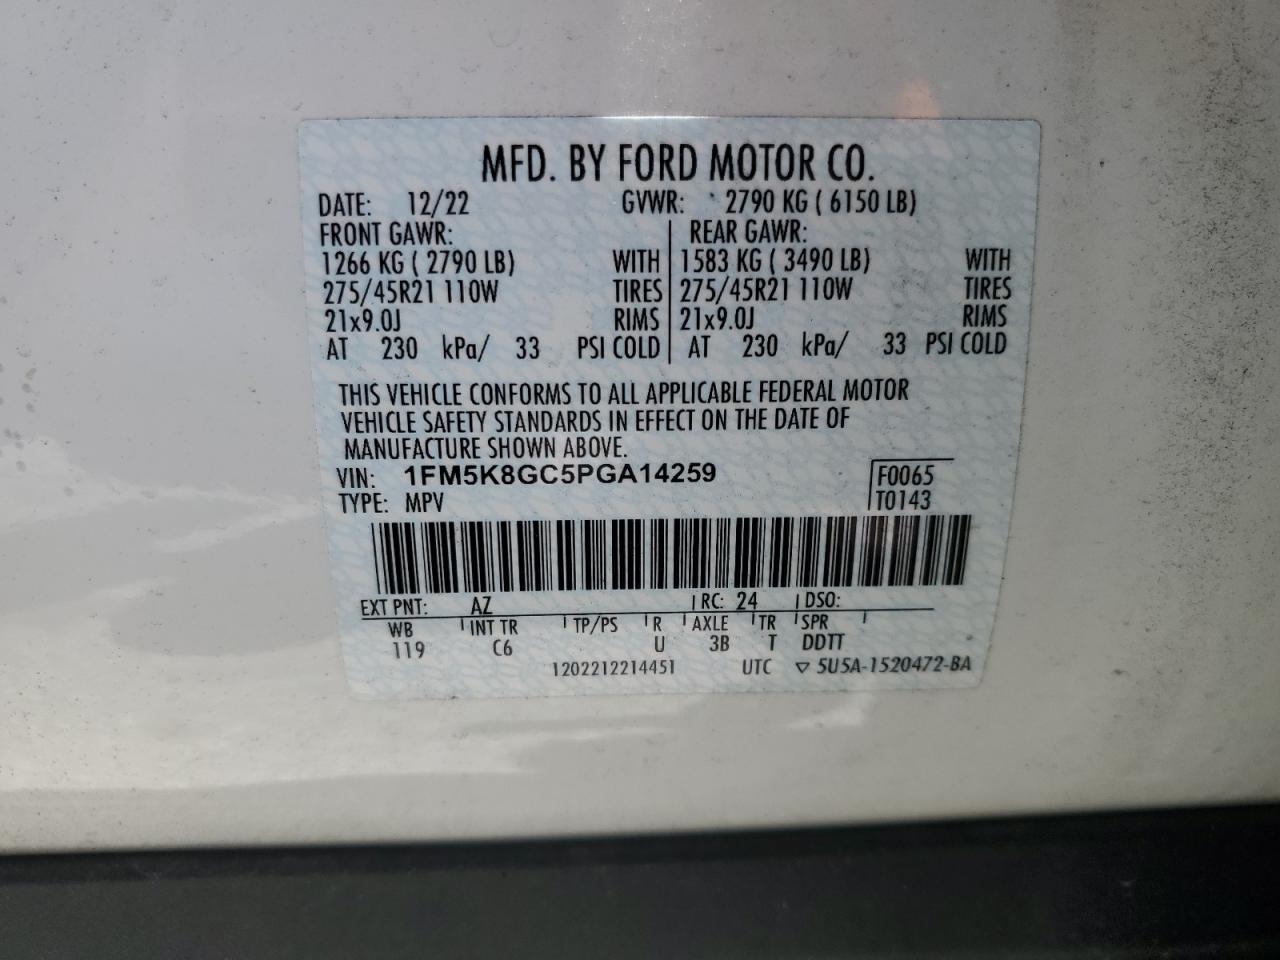 MFD. BY FORD MOTOR CO.
DATE: 12/22 GVWR: 2790 KG ( 6150 LB)
FRONT GAWR: REAR GAWR:
1266 KG ( 2790 LB) WITH 1583 KG ( 3490 LB) WITH
275/45R21 110W TIRES 275/45R21 110W TIRES
21x9.0J RIMS 21x9.0J RIMS
AT 230 kPa/ 33 PSI COLD AT 230 kPa/ 33 PSI COLD
THIS VEHICLE CONFORMS TO ALL APPLICABLE FEDERAL MOTOR
VEHICLE SAFETY STANDARDS IN EFFECT ON THE DATE OF
MANUFACTURE SHOWN ABOVE.
VIN: 1FM5K8GC5PGA14259 F0065
TYPE: MPV T0143
EXT PNT: AZ RC: 24 DSO:
WB INT TR TP/PS R AXLE TR SPR
119 C6 U 3B T DDTT
1202212214451 UTC ▽ 5U5A-1520472-BA